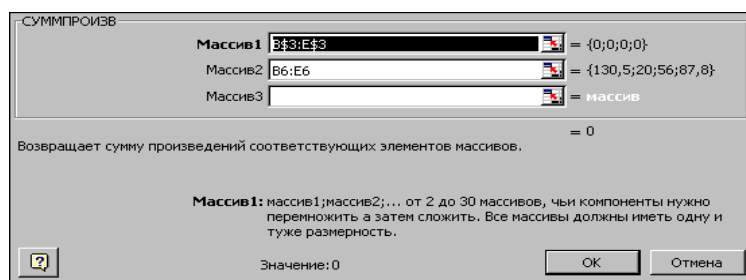 СУММПРОИЗВ
Массив1 B$3:E$3 = {0;0;0;0}
Массив2 B6:E6 = {130,5;20;56;87,8}
Массив3 = массив
= 0
Возвращает сумму произведений соответствующих элементов массивов.
Массив1: массив1;массив2;... от 2 до 30 массивов, чьи компоненты нужно
перемножить а затем сложить. Все массивы должны иметь одну и
туже размерность.
? Значение:0 ОК Отмена